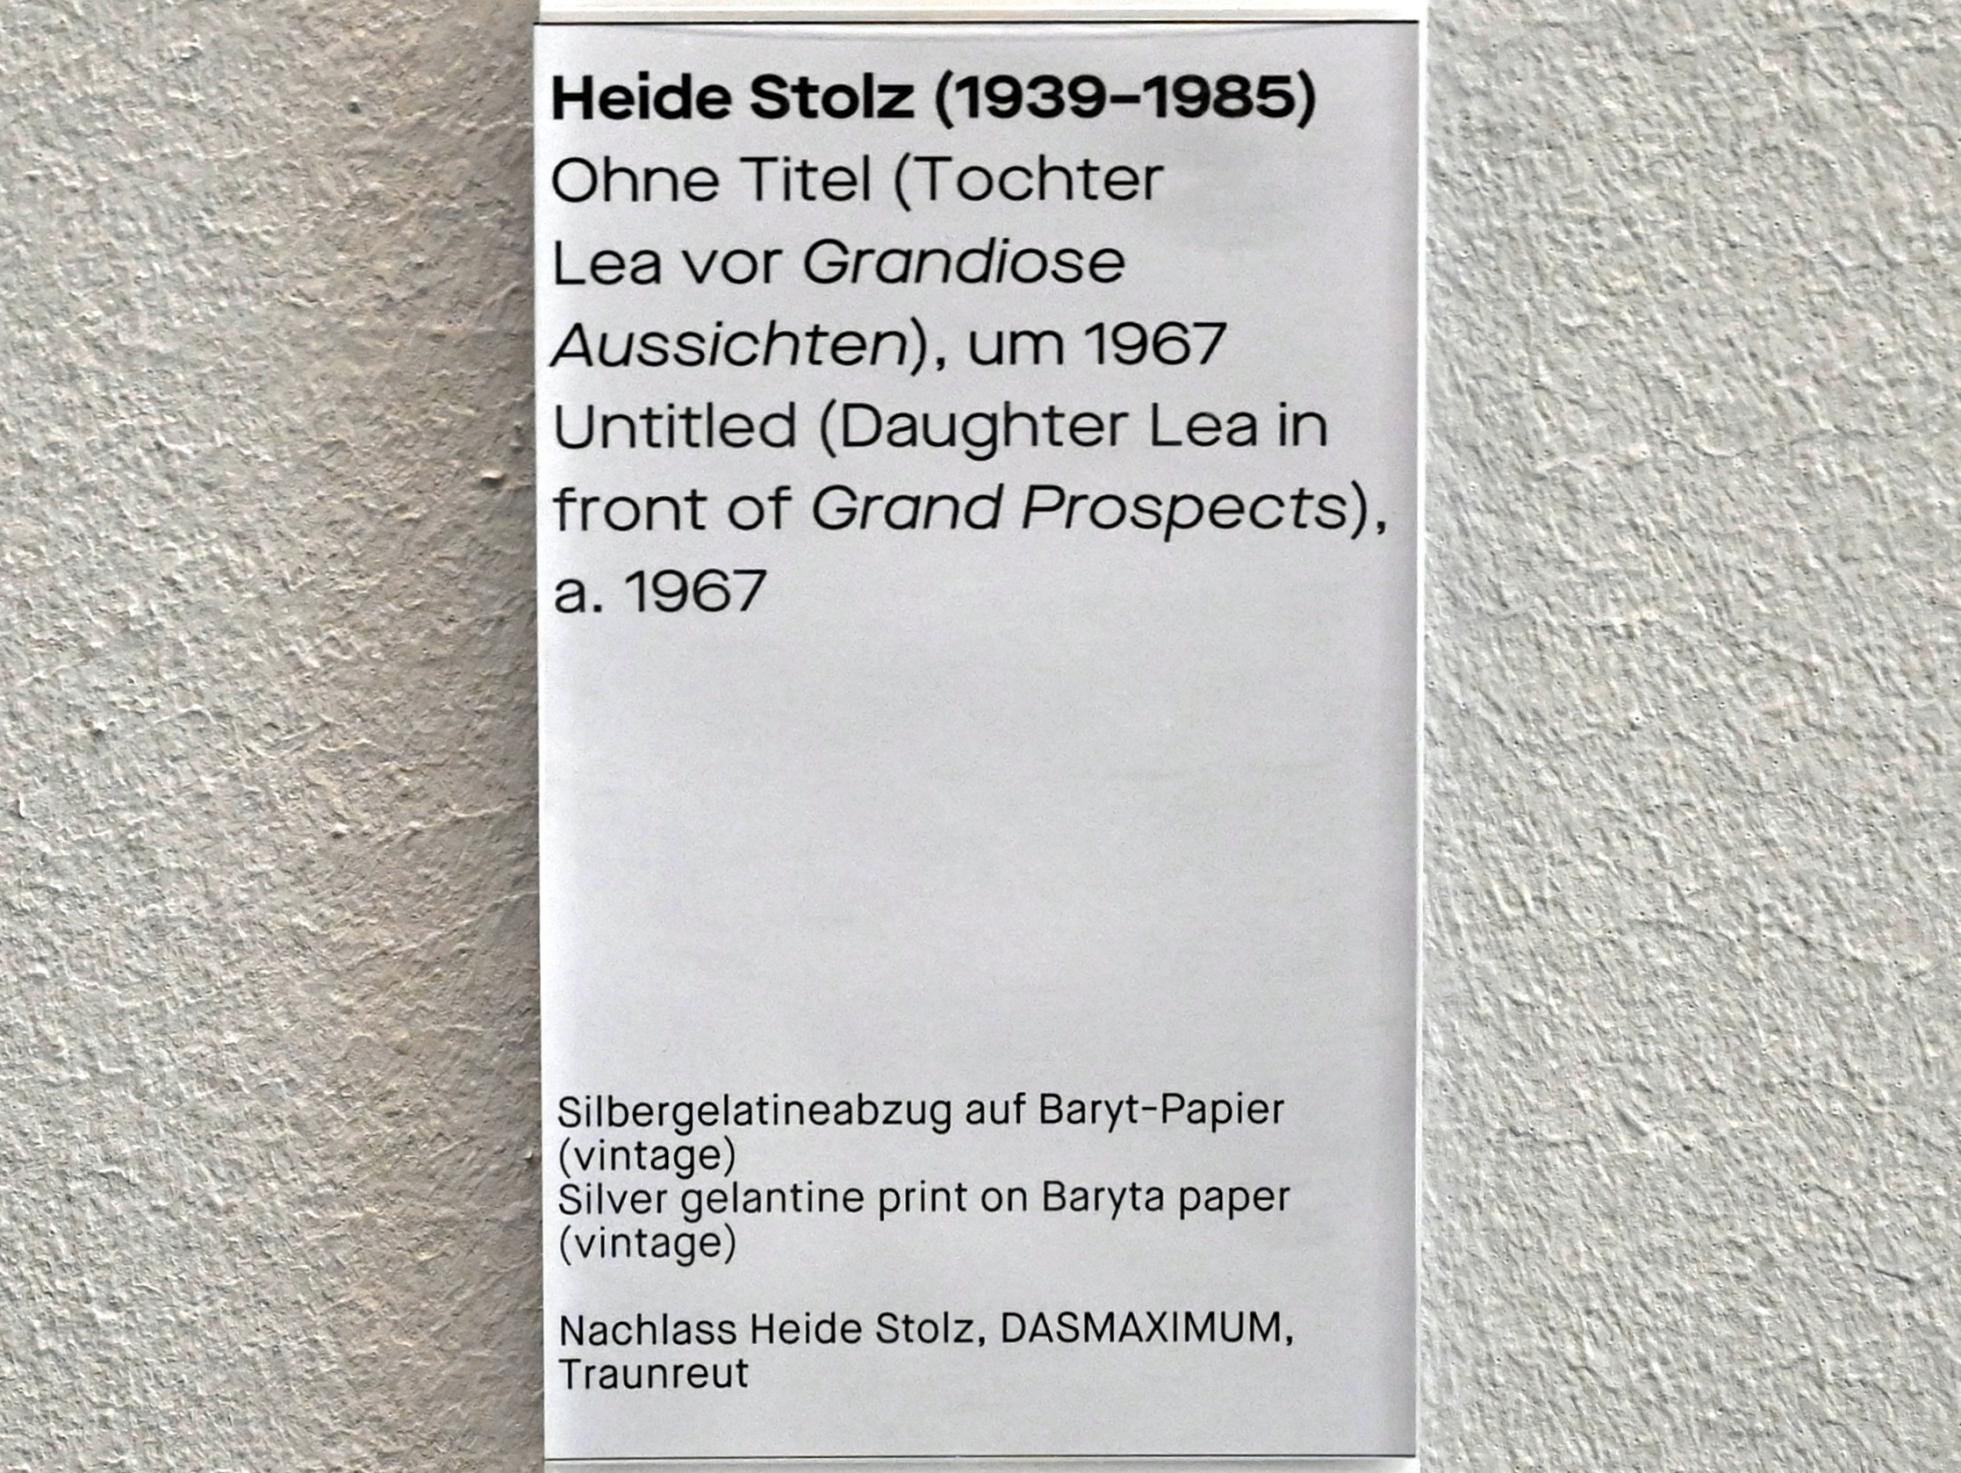 Heide Stolz (1939–1985)
Ohne Titel (Tochter
Lea vor Grandiose
Aussichten), um 1967
Untitled (Daughter Lea in
front of Grand Prospects),
a. 1967
Silbergelatineabzug auf Baryt-Papier
(vintage)
Silver gelantine print on Baryta paper
(vintage)
Nachlass Heide Stolz, DASMAXIMUM,
Traunreut